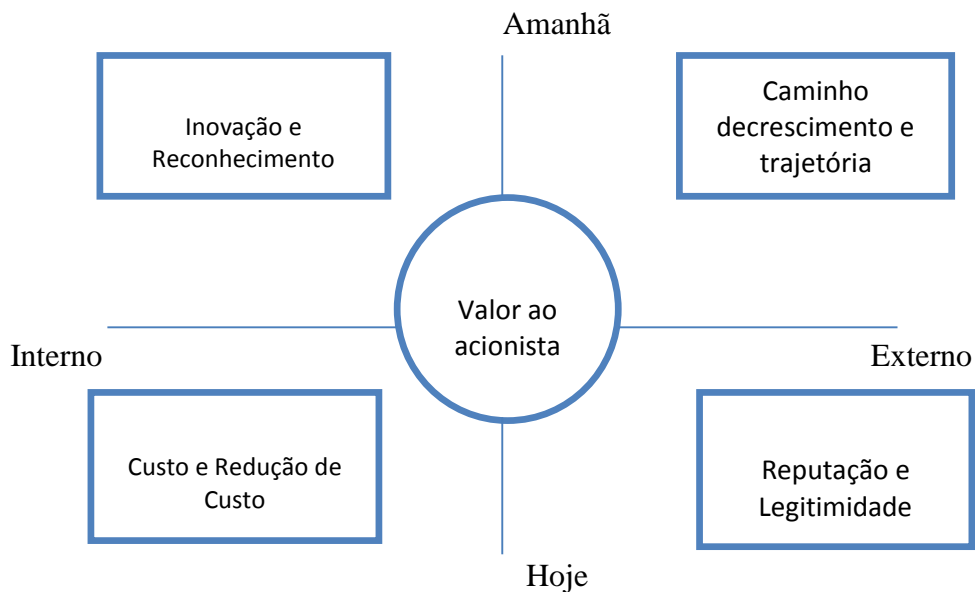 Amanhã
Inovação e
Reconhecimento
Caminho
decrescimento e
trajetória
Valor ao
acionista
Interno
Externo
Custo e Redução de
Custo
Reputação e
Legitimidade
Hoje